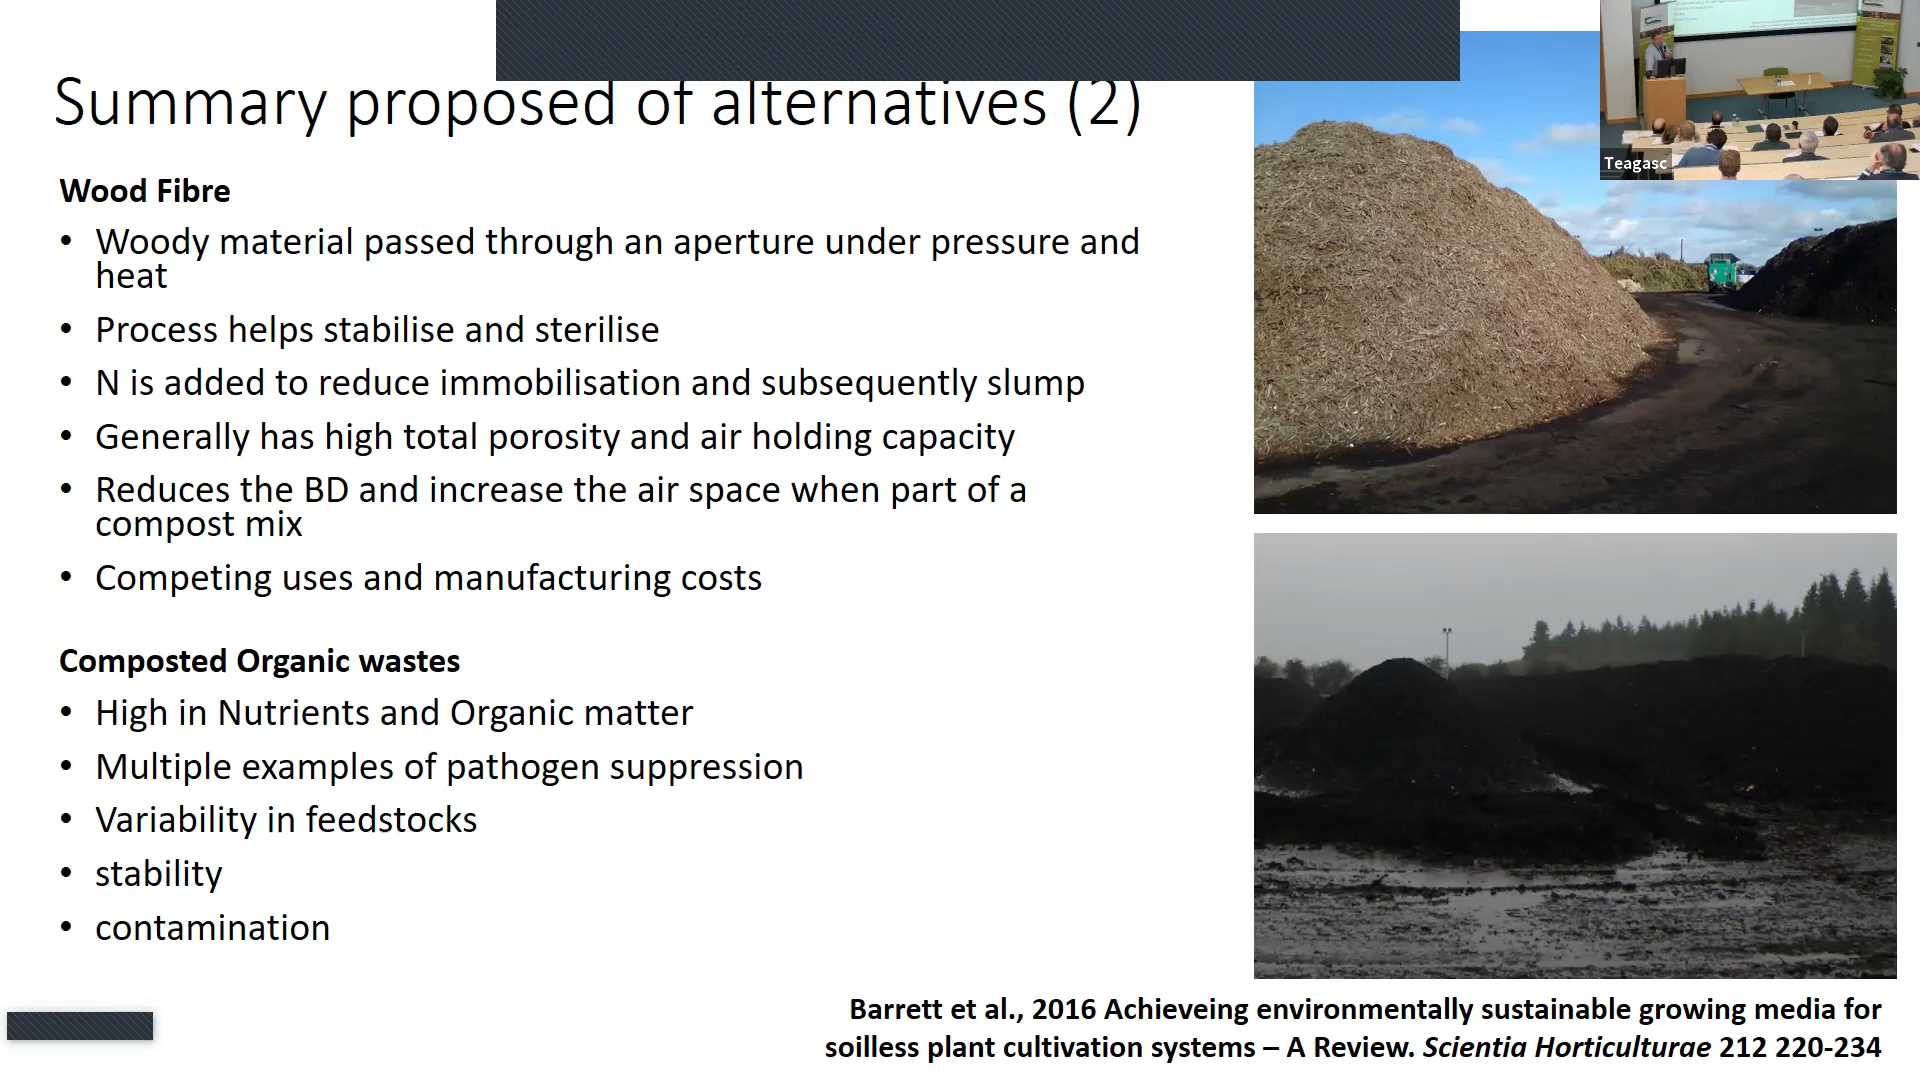 Summary proposed of alternatives (2)
Teagasc
Wood Fibre
• Woody material passed through an aperture under pressure and
heat
• Process helps stabilise and sterilise
• N is added to reduce immobilisation and subsequently slump
• Generally has high total porosity and air holding capacity
• Reduces the BD and increase the air space when part of a
compost mix
• Competing uses and manufacturing costs
Composted Organic wastes
• High in Nutrients and Organic matter
• Multiple examples of pathogen suppression
• Variability in feedstocks
• stability
• contamination
Barrett et al., 2016 Achieveing environmentally sustainable growing media for
soilless plant cultivation systems – A Review. Scientia Horticulturae 212 220-234